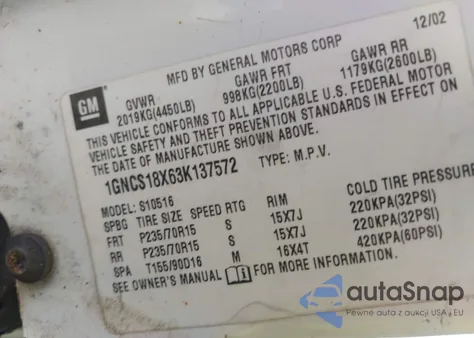 12/02
MFD BY GENERAL MOTORS CORP
GM
GVWR GAWR FRT GAWR RR
2019KG(4450LB) 998KG(2200LB) 1179KG(2600LB)
THIS VEHICLE CONFORMS TO ALL APPLICABLE U.S. FEDERAL MOTOR
VEHICLE SAFETY AND THEFT PREVENTION STANDARDS IN EFFECT ON
THE DATE OF MANUFACTURE SHOWN ABOVE.
1GNCS18X63K137572 TYPE: M.P.V.
MODEL: S10516
SPBG TIRE SIZE SPEED RTG RIM COLD TIRE PRESSURE
FRT P235/70R15 S 15X7J 220KPA(32PSI)
RR P235/70R15 S 15X7J 220KPA(32PSI)
SPA T155/90D16 M 16X4T 420KPA(60PSI)
SEE OWNER'S MANUAL FOR MORE INFORMATION.
autoSnap
Pewne auta z aukcji USA i EU